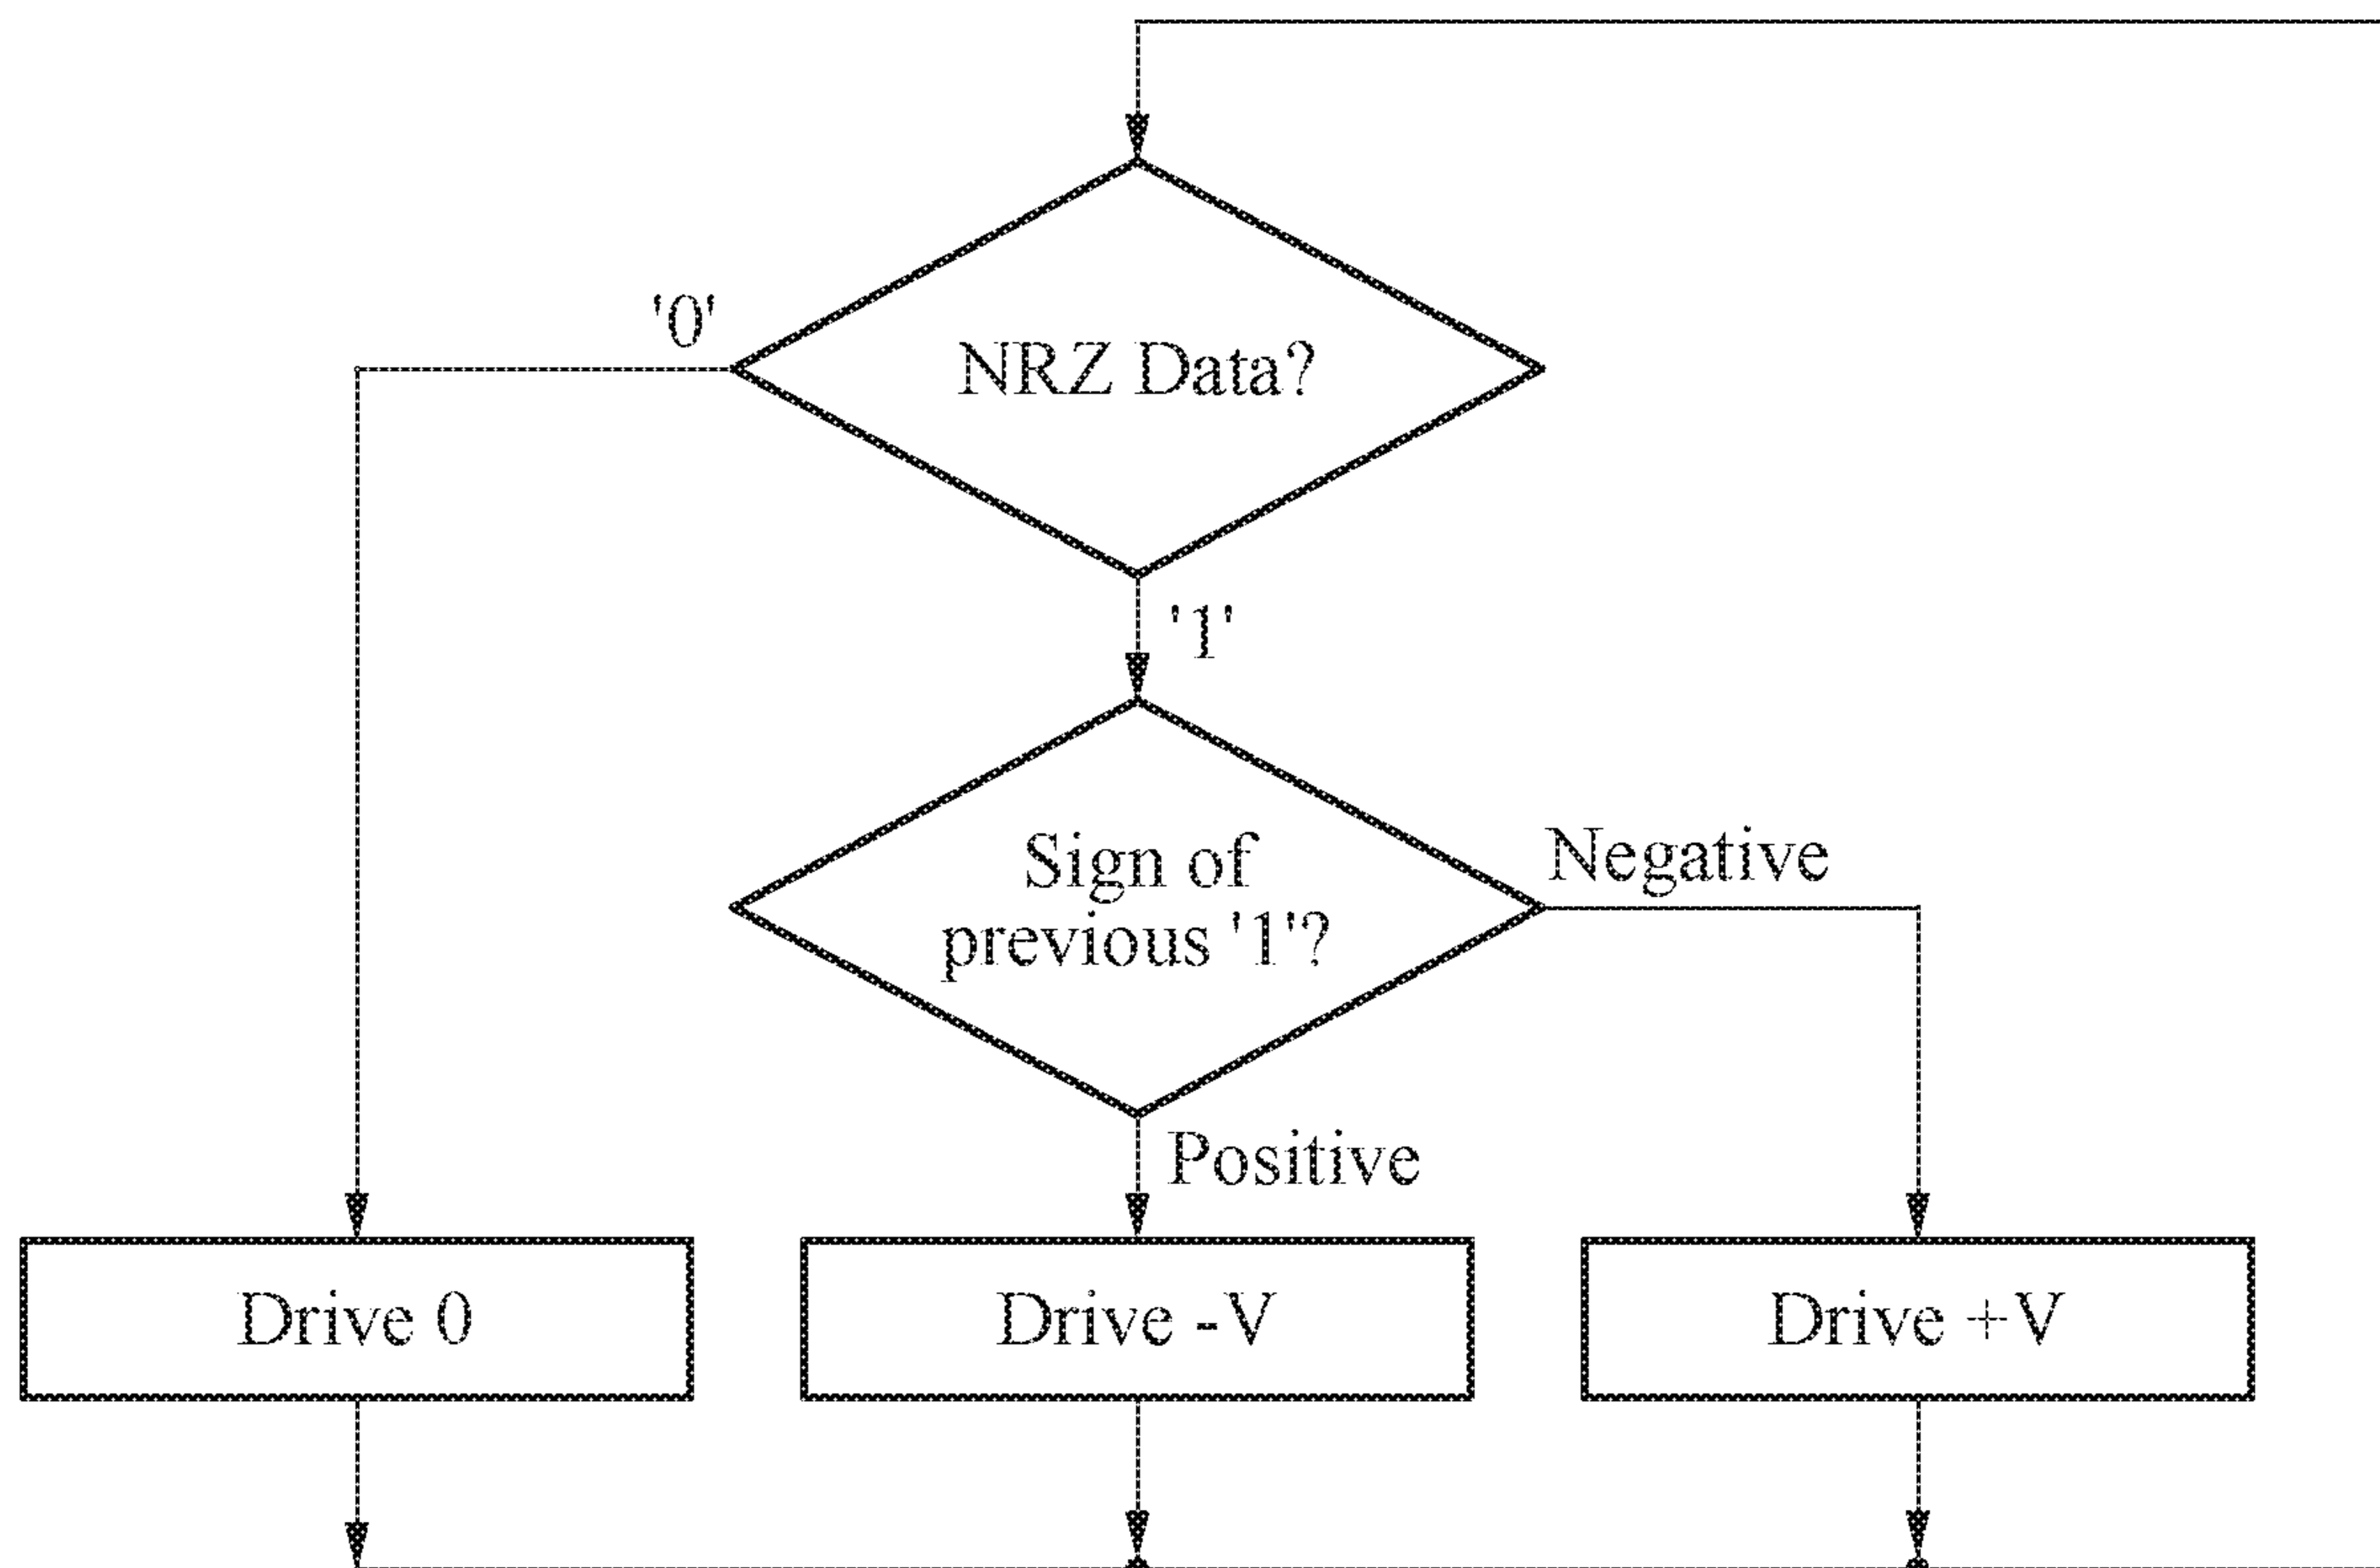 '0'
NRZ Data?
'1'
Sign of
previous '1'?
Negative
Positive
Drive 0
Drive -V
Drive +V